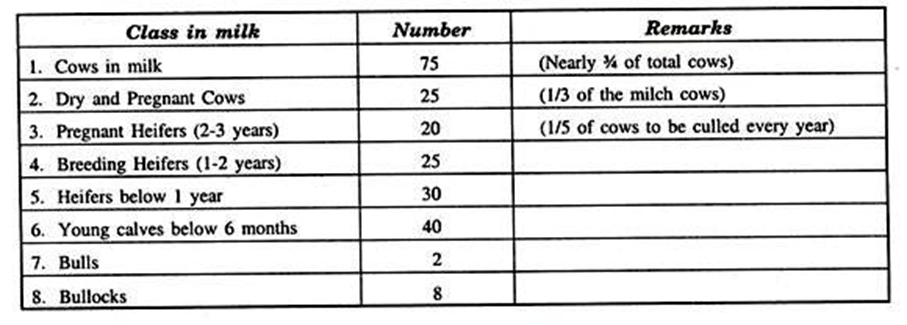 Class in milk Number Remarks
1. Cows in milk 75 (Nearly ¾ of total cows)
2. Dry and Pregnant Cows 25 (1/3 of the milch cows)
3. Pregnant Heifers (2-3 years) 20 (1/5 of cows to be culled every year)
4. Breeding Heifers (1-2 years) 25
5. Heifers below 1 year 30
6. Young calves below 6 months 40
7. Bulls 2
8. Bullocks 8